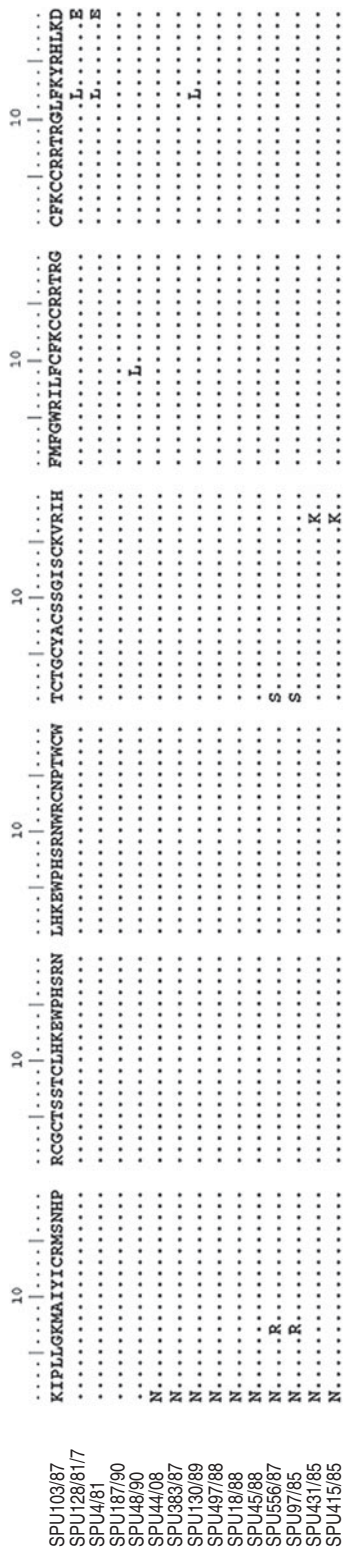 10 10 10 10 10 10
....|....|....|.... ....|....|....|.... ....|....|....|.... ....|....|....|.... ....|....|....|.... ....|....|....|....
SPU103/87 KIPLLGKMAIYICRMSNHP RCGCTSSTCLHKEWPHSRN LHKEWPHSRNWRCNPTWCW TCTGCYACSSGISCKVRIH FMFGWRILFCFKCCRRTRG CFKCCRRTRGLFKYRHLKD
SPU128/81/7 ................... ................... ................... ................... ................... ...........L......E
SPU4/81 ................... ................... ................... ................... ................... ...........L......E
SPU187/90 ................... ................... ................... ................... ................... ...................
SPU48/90 ................... ................... ................... ................... ........L.......... ...................
SPU44/08 N.................. ................... ................... ................... ................... ...................
SPU383/87 N.................. ................... ................... ................... ................... ...................
SPU130/89 N.................. ................... ................... ................... ................... ...........L.......
SPU497/88 N.................. ................... ................... ................... ................... ...................
SPU18/88 N.................. ................... ................... ................... ................... ...................
SPU45/88 N.................. ................... ................... ................... ................... ...................
SPU556/87 N.....R............ ................... ................... S.................. ................... ...................
SPU97/85 N.....R............ ................... ................... S.................. ................... ...................
SPU431/85 N.................. ................... ................... ................K.. ................... ...................
SPU415/85 N.................. ................... ................... ................K.. ................... ...................